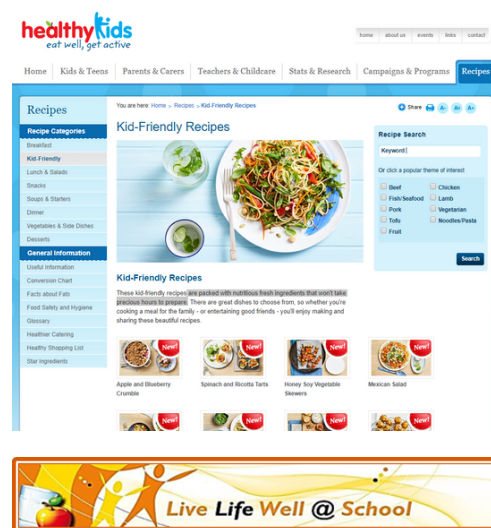 healthy kids
eat well, get active
home about us events links contact
Home Kids & Teens Parents & Carers Teachers & Childcare Stats & Research Campaigns & Programs Recipes
Recipes
Recipe Categories
Breakfast
Kid-Friendly
Lunch & Salads
Snacks
Soups & Starters
Dinner
Vegetables & Side Dishes
Desserts
General Information
Useful Information
Conversion Chart
Facts about Fats
Food Safety and Hygiene
Glossary
Healthier Catering
Healthy Shopping List
Star Ingredients
You are here: Home > Recipes > Kid-Friendly Recipes
Share A- A+ A+
Kid-Friendly Recipes
Kid-Friendly Recipes
These kid-friendly recipes are packed with nutritious fresh ingredients that won't take
precious hours to prepare. There are great dishes to choose from, so whether you're
cooking a meal for the family - or entertaining good friends - you'll enjoy making and
sharing these beautiful recipes.
New! New! New! New!
Apple and Blueberry
Crumble
Spinach and Ricotta Tarts
Honey Soy Vegetable
Skewers
Mexican Salad
New! New! New! New!
Recipe Search
Keyword
Or click a popular theme of interest
Beef Chicken
Fish/Seafood Lamb
Pork Vegetarian
Tofu Noodles/Pasta
Fruit
Search
Live Life Well @ School